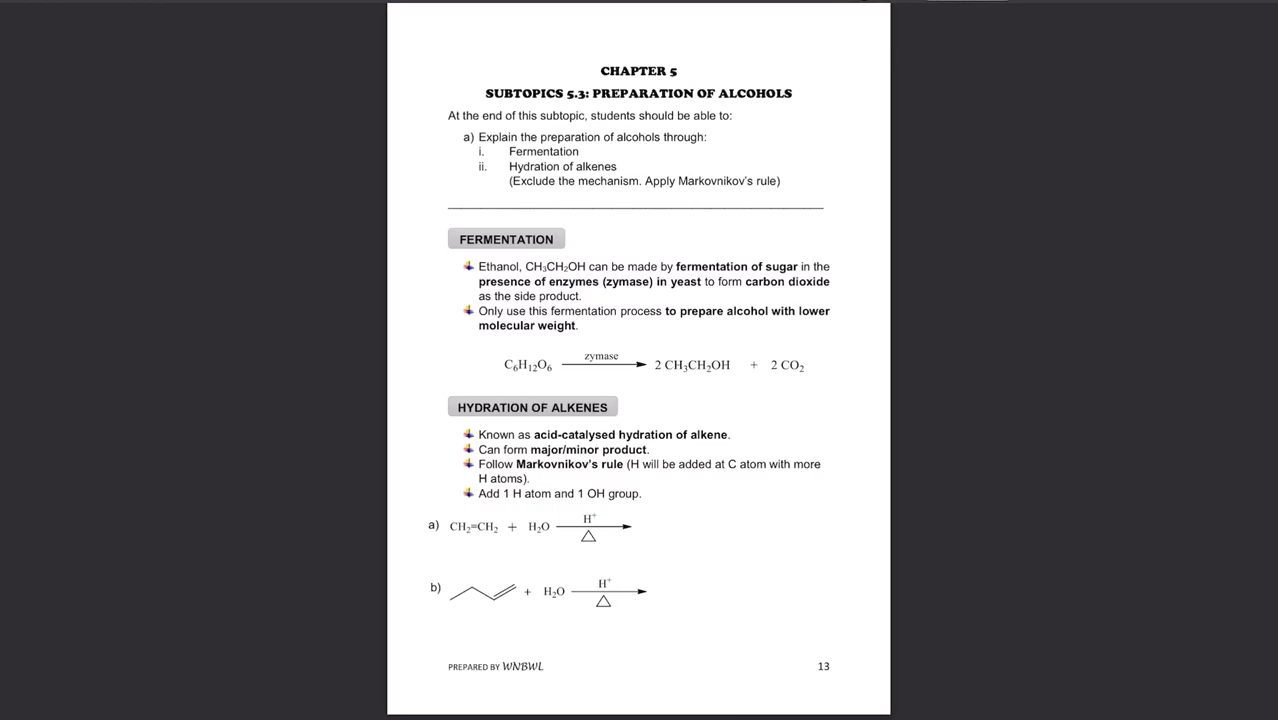 CHAPTER 5
SUBTOPICS 5.3: PREPARATION OF ALCOHOLS
At the end of this subtopic, students should be able to:
a) Explain the preparation of alcohols through:
i. Fermentation
ii. Hydration of alkenes
(Exclude the mechanism. Apply Markovnikov's rule)
FERMENTATION
Ethanol, CH₃CH₂OH can be made by fermentation of sugar in the
presence of enzymes (zymase) in yeast to form carbon dioxide
as the side product.
Only use this fermentation process to prepare alcohol with lower
molecular weight.
zymase
C₆H₁₂O₆ → 2 CH₃CH₂OH + 2 CO₂
HYDRATION OF ALKENES
Known as acid-catalysed hydration of alkene.
Can form major/minor product.
Follow Markovnikov's rule (H will be added at C atom with more
H atoms).
Add 1 H atom and 1 OH group.
H⁺
a) CH₂=CH₂ + H₂O →
△
H⁺
b) + H₂O →
△
PREPARED BY WNBWL 13